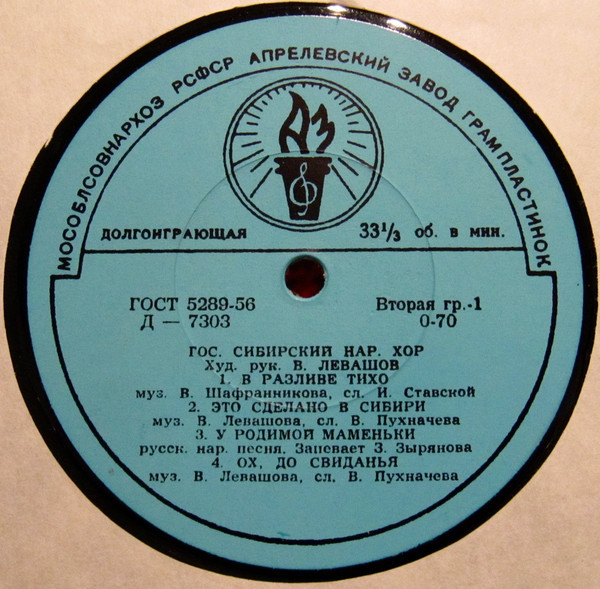 МОСОБЛСОВНАРХОЗ РСФСР АПРЕЛЕВСКИЙ ЗАВОД ГРАМПЛАСТИНОК
АЗ
ДОЛГОИГРАЮЩАЯ 33 1/3 об. в мин.
ГОСТ 5289-56 Вторая гр.-1
Д — 7303 0-70
ГОС. СИБИРСКИЙ НАР. ХОР
Худ. рук. В. ЛЕВАШОВ
1. В РАЗЛИВЕ ТИХО
муз. В. Шафранникова, сл. И. Ставской
2. ЭТО СДЕЛАНО В СИБИРИ
муз. В. Левашова, сл. В. Пухначева
3. У РОДИМОЙ МАМЕНЬКИ
русск. нар. песня. Запевает З. Зырянова
4. ОХ, ДО СВИДАНЬЯ
муз. В. Левашова, сл. В. Пухначева